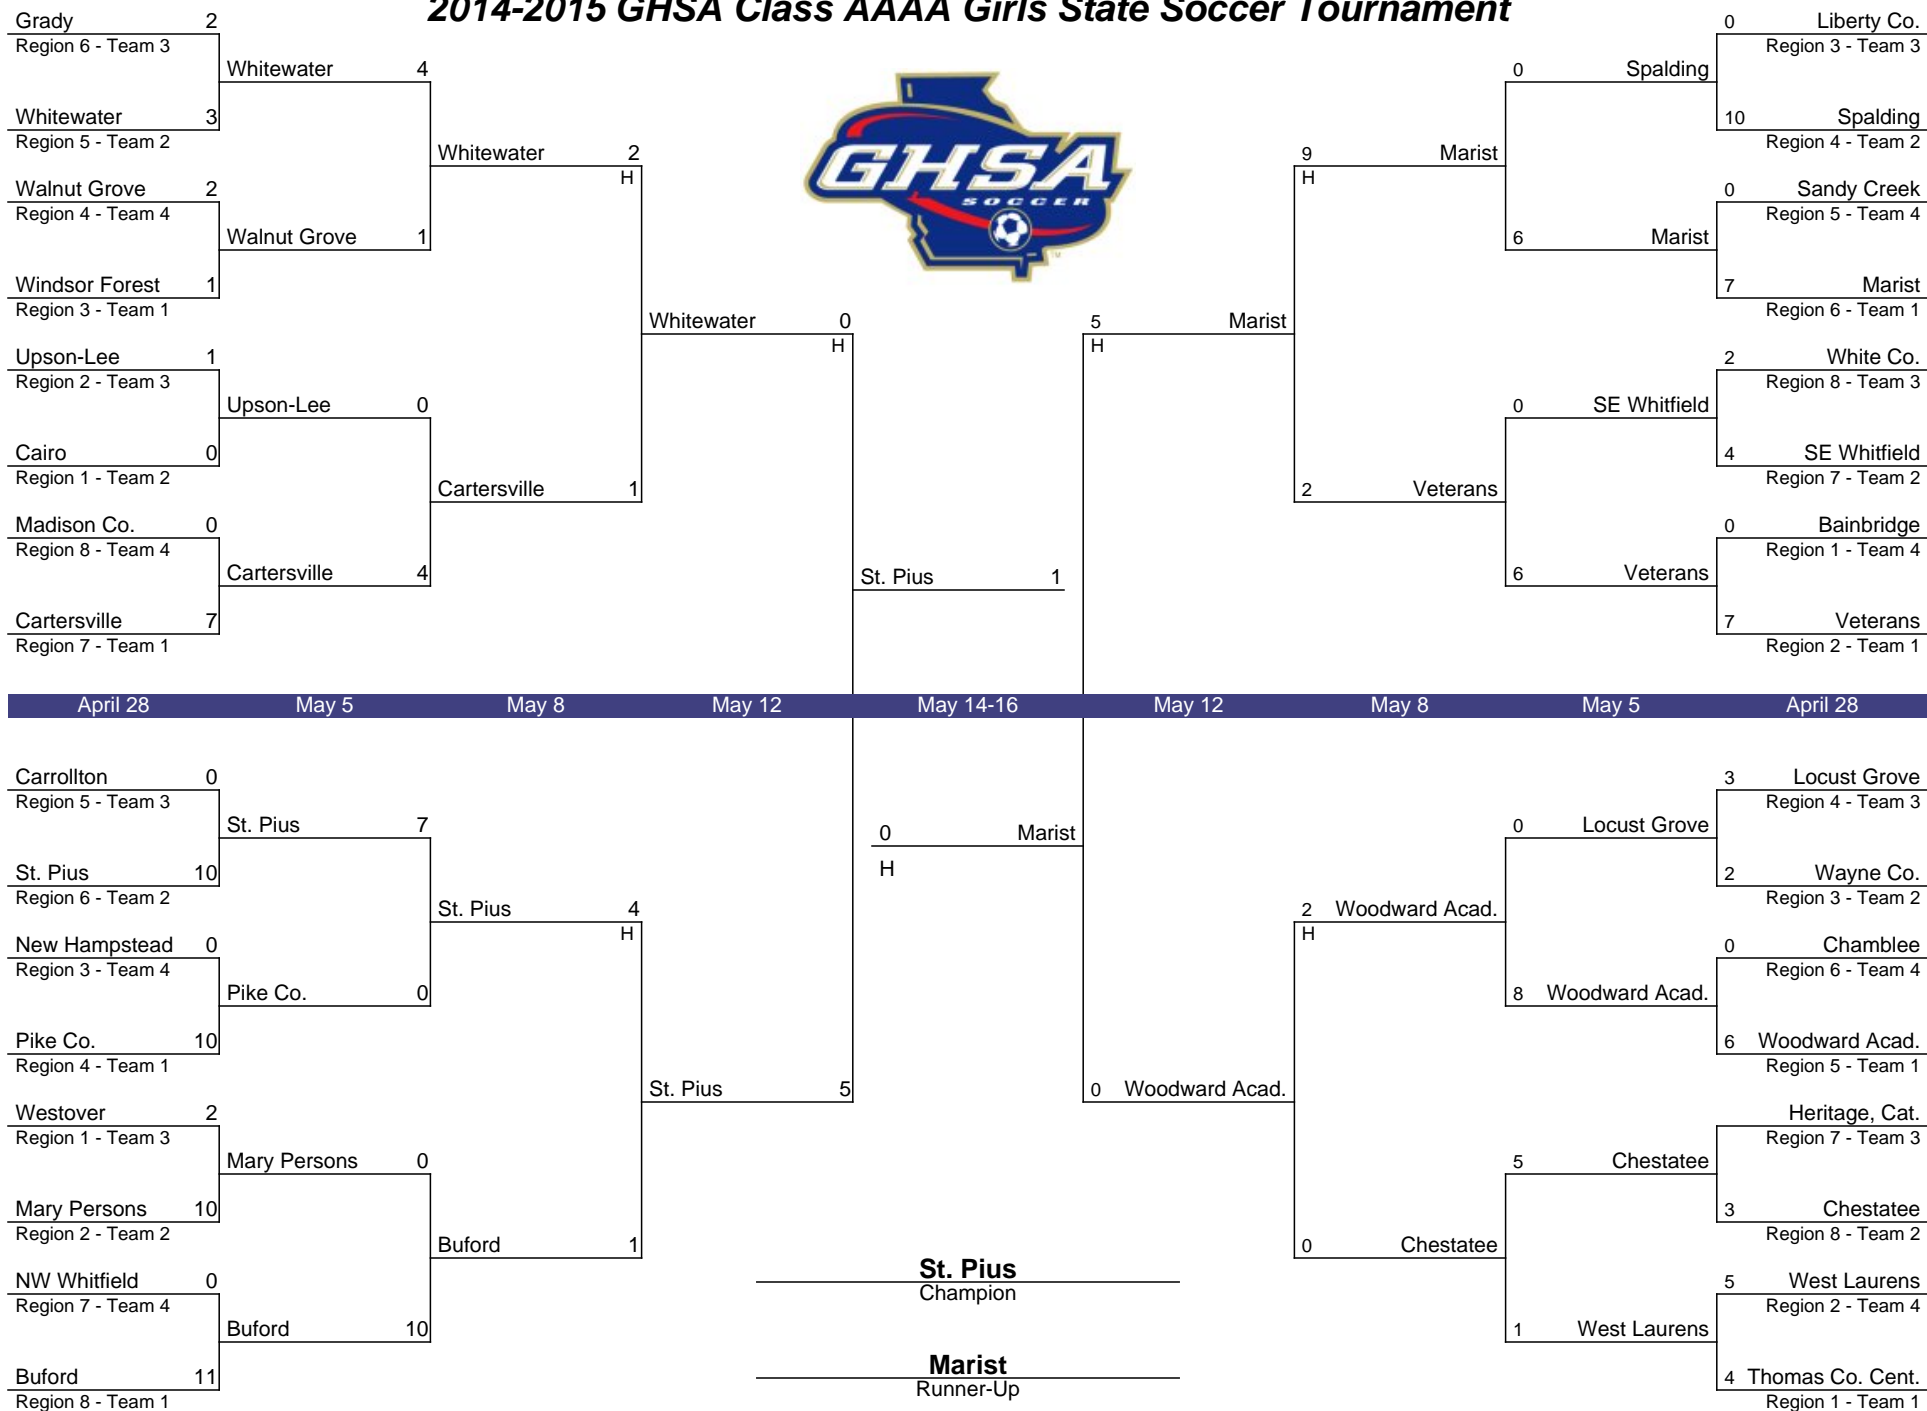 2014-2015 GHSA Class AAAA Girls State Soccer Tournament
Grady 2
Region 6 - Team 3
Whitewater 3
Region 5 - Team 2
Walnut Grove 2
Region 4 - Team 4
Windsor Forest 1
Region 3 - Team 1
Upson-Lee 1
Region 2 - Team 3
Cairo 0
Region 1 - Team 2
Madison Co. 0
Region 8 - Team 4
Cartersville 7
Region 7 - Team 1
Whitewater 4
Walnut Grove 1
Upson-Lee 0
Cartersville 4
Whitewater 2
H
Cartersville 1
Whitewater 0
H
St. Pius 1
GHSA
SOCCER
TM
5 Marist
H
9 Marist
H
2 Veterans
0 Spalding
6 Marist
0 SE Whitfield
6 Veterans
0 Liberty Co.
Region 3 - Team 3
10 Spalding
Region 4 - Team 2
0 Sandy Creek
Region 5 - Team 4
7 Marist
Region 6 - Team 1
2 White Co.
Region 8 - Team 3
4 SE Whitfield
Region 7 - Team 2
0 Bainbridge
Region 1 - Team 4
7 Veterans
Region 2 - Team 1
April 28 May 5 May 8 May 12 May 14-16 May 12 May 8 May 5 April 28
Carrollton 0
Region 5 - Team 3
St. Pius 10
Region 6 - Team 2
New Hampstead 0
Region 3 - Team 4
Pike Co. 10
Region 4 - Team 1
Westover 2
Region 1 - Team 3
Mary Persons 10
Region 2 - Team 2
NW Whitfield 0
Region 7 - Team 4
Buford 11
Region 8 - Team 1
St. Pius 7
Pike Co. 0
Mary Persons 0
Buford 10
St. Pius 4
H
Buford 1
St. Pius 5
0 Marist
H
0 Woodward Acad.
2 Woodward Acad.
H
0 Chestatee
0 Locust Grove
8 Woodward Acad.
5 Chestatee
1 West Laurens
3 Locust Grove
Region 4 - Team 3
2 Wayne Co.
Region 3 - Team 2
0 Chamblee
Region 6 - Team 4
6 Woodward Acad.
Region 5 - Team 1
Heritage, Cat.
Region 7 - Team 3
3 Chestatee
Region 8 - Team 2
5 West Laurens
Region 2 - Team 4
4 Thomas Co. Cent.
Region 1 - Team 1
St. Pius
Champion
Marist
Runner-Up